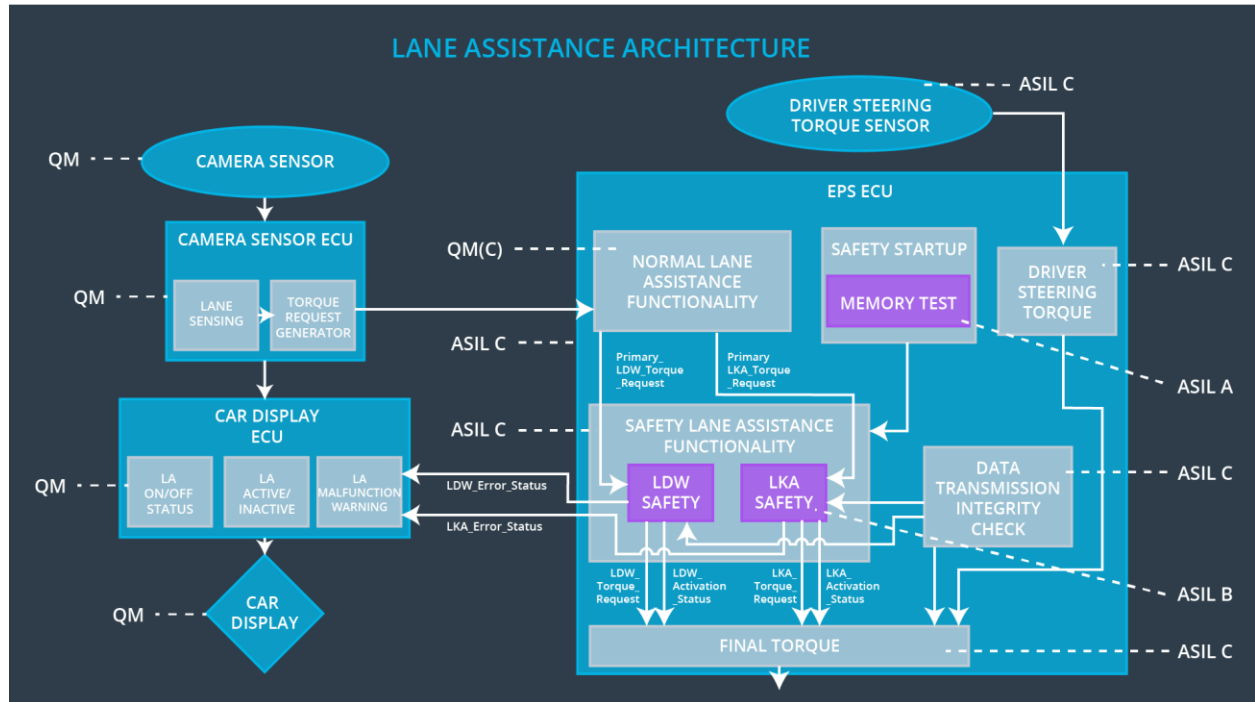 LANE ASSISTANCE ARCHITECTURE
ASIL C
DRIVER STEERING
TORQUE SENSOR
QM
CAMERA SENSOR
EPS ECU
CAMERA SENSOR ECU
QM
LANE
SENSING
TORQUE
REQUEST
GENERATOR
QM(C)
NORMAL LANE
ASSISTANCE
FUNCTIONALITY
SAFETY STARTUP
MEMORY TEST
DRIVER
STEERING
TORQUE
ASIL C
ASIL C
ASIL A
Primary_
LDW_Torque
_Request
Primary
LKA_Torque
_Request
CAR DISPLAY
ECU
QM
LA
ON/OFF
STATUS
LA
ACTIVE/
INACTIVE
LA
MALFUNCTION
WARNING
ASIL C
SAFETY LANE ASSISTANCE
FUNCTIONALITY
LDW
SAFETY
LKA
SAFETY
DATA
TRANSMISSION
INTEGRITY
CHECK
ASIL C
LDW_Error_Status
LKA_Error_Status
LDW_
Torque_
Request
LDW_
Activation
_Status
LKA_
Torque_
Request
LKA_
Activation
_Status
ASIL B
QM
CAR
DISPLAY
FINAL TORQUE
ASIL C